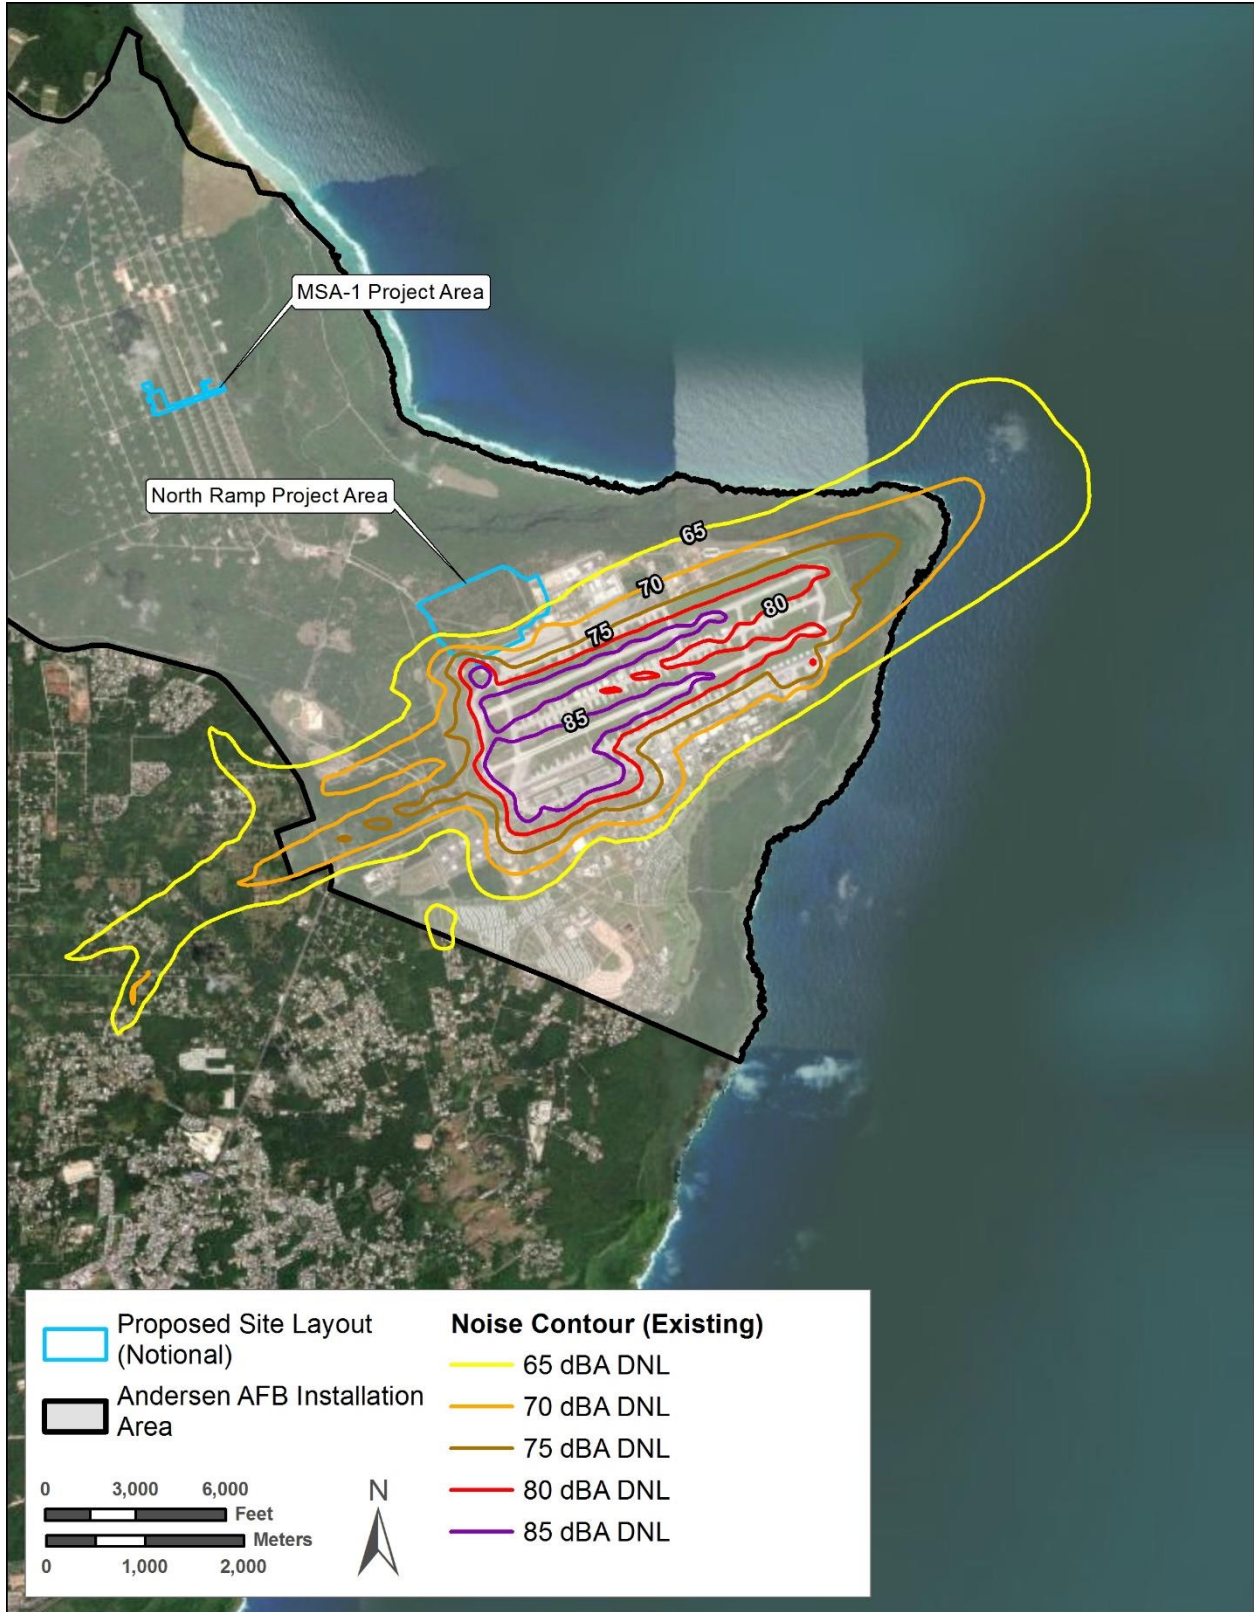 MSA-1 Project Area
North Ramp Project Area
65
70
75
80
85
Proposed Site Layout
(Notional)
Andersen AFB Installation
Area
0 3,000 6,000
Feet
Meters
0 1,000 2,000
N
Noise Contour (Existing)
65 dBA DNL
70 dBA DNL
75 dBA DNL
80 dBA DNL
85 dBA DNL